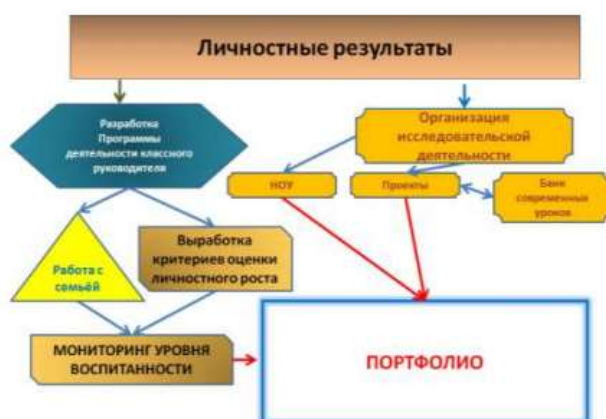 Личностные результаты
Разработка
Программы
деятельности классного
руководителя
Организация
исследовательской
деятельности
НОУ
Проекты
Банк
современных
уроков
Работа с
семьёй
Выработка
критериев оценки
личностного роста
МОНИТОРИНГ УРОВНЯ
ВОСПИТАННОСТИ
ПОРТФОЛИО